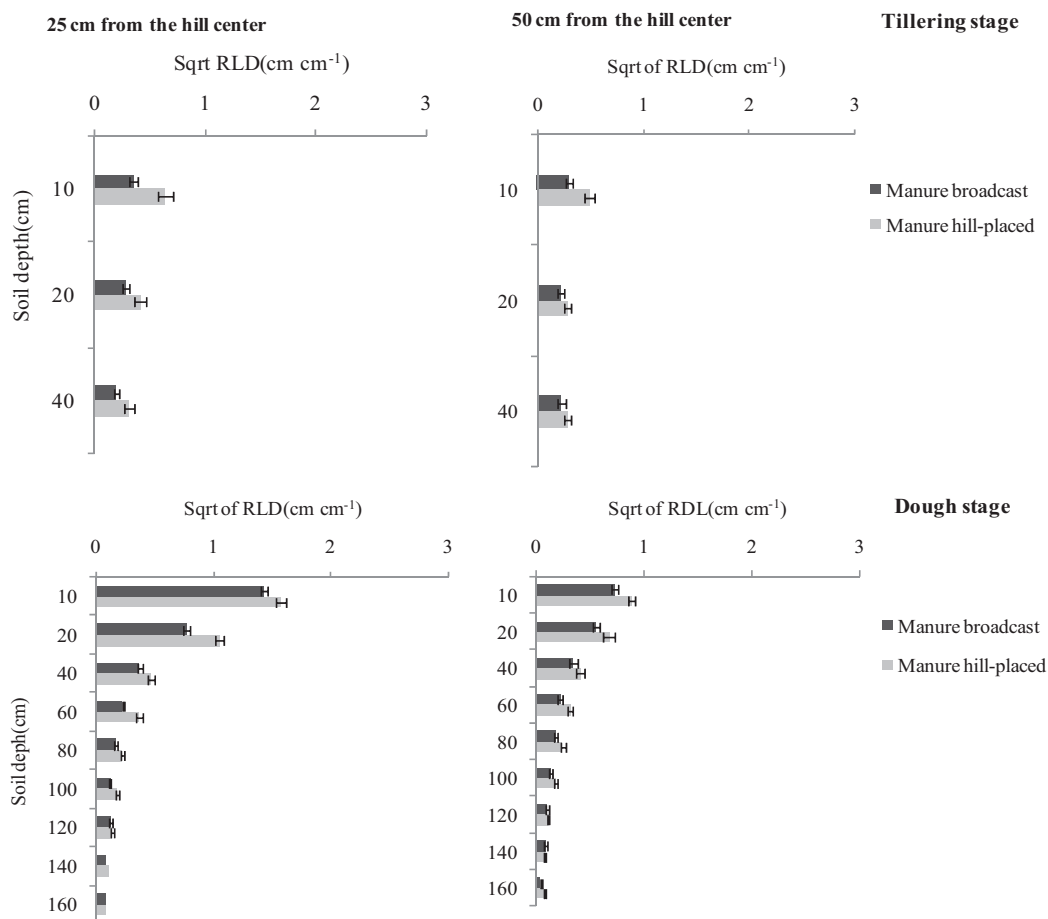 25 cm from the hill center
50 cm from the hill center
Tillering stage
Sqrt RLD(cm cm⁻¹)
0 1 2 3
Soil depth(cm)
10
20
40
Sqrt of RLD(cm cm⁻¹)
0 1 2 3
10
20
40
Manure broadcast
Manure hill-placed
Dough stage
Sqrt of RLD(cm cm⁻¹)
0 1 2 3
Soil deph(cm)
10
20
40
60
80
100
120
140
160
Sqrt of RDL(cm cm⁻¹)
0 1 2 3
10
20
40
60
80
100
120
140
160
Manure broadcast
Manure hill-placed